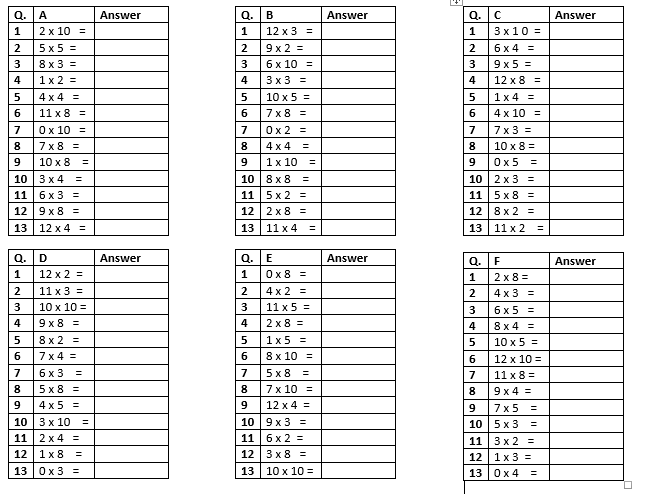 Q. A Answer
1 2 x 10 =
2 5 x 5 =
3 8 x 3 =
4 1 x 2 =
5 4 x 4 =
6 11 x 8 =
7 0 x 10 =
8 7 x 8 =
9 10 x 8 =
10 3 x 4 =
11 6 x 3 =
12 9 x 8 =
13 12 x 4 =
Q. B Answer
1 12 x 3 =
2 9 x 2 =
3 6 x 10 =
4 3 x 3 =
5 10 x 5 =
6 7 x 8 =
7 0 x 2 =
8 4 x 4 =
9 1 x 10 =
10 8 x 8 =
11 5 x 2 =
12 2 x 8 =
13 11 x 4 =
Q. C Answer
1 3 x 1 0 =
2 6 x 4 =
3 9 x 5 =
4 12 x 8 =
5 1 x 4 =
6 4 x 10 =
7 7 x 3 =
8 10 x 8 =
9 0 x 5 =
10 2 x 3 =
11 5 x 8 =
12 8 x 2 =
13 11 x 2 =
Q. D Answer
1 12 x 2 =
2 11 x 3 =
3 10 x 10 =
4 9 x 8 =
5 8 x 2 =
6 7 x 4 =
7 6 x 3 =
8 5 x 8 =
9 4 x 5 =
10 3 x 10 =
11 2 x 4 =
12 1 x 8 =
13 0 x 3 =
Q. E Answer
1 0 x 8 =
2 4 x 2 =
3 11 x 5 =
4 2 x 8 =
5 1 x 5 =
6 8 x 10 =
7 5 x 8 =
8 7 x 10 =
9 12 x 4 =
10 9 x 3 =
11 6 x 2 =
12 3 x 8 =
13 10 x 10 =
Q. F Answer
1 2 x 8 =
2 4 x 3 =
3 6 x 5 =
4 8 x 4 =
5 10 x 5 =
6 12 x 10 =
7 11 x 8 =
8 9 x 4 =
9 7 x 5 =
10 5 x 3 =
11 3 x 2 =
12 1 x 3 =
13 0 x 4 =